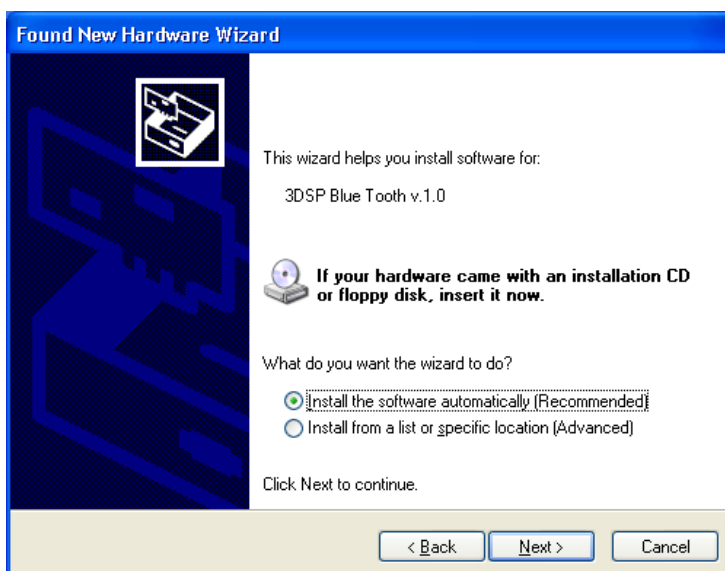 Found New Hardware Wizard
This wizard helps you install software for:
3DSP Blue Tooth v.1.0
If your hardware came with an installation CD
or floppy disk, insert it now.
What do you want the wizard to do?
Install the software automatically (Recommended)
Install from a list or specific location (Advanced)
Click Next to continue.
< Back Next > Cancel